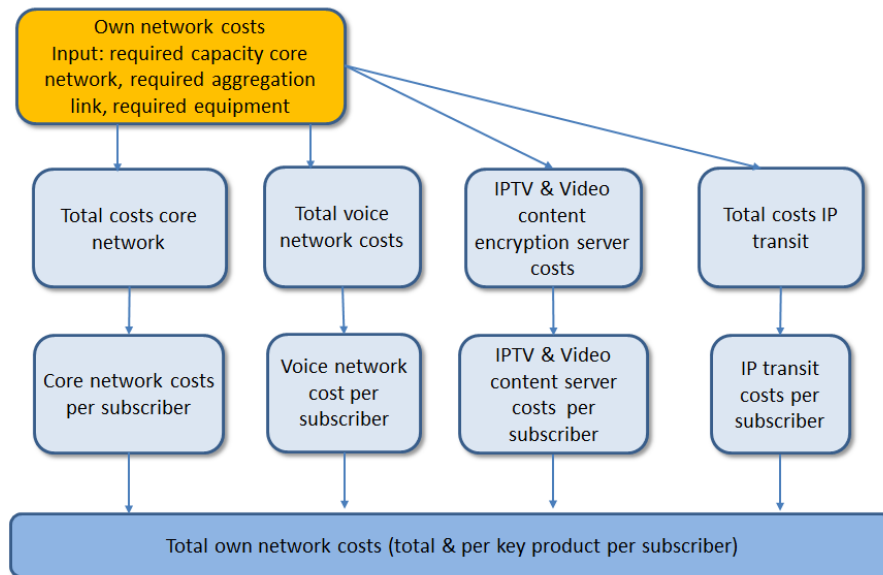 Own network costs
Input: required capacity core
network, required aggregation
link, required equipment
Total costs core
network
Total voice
network costs
IPTV & Video
content
encryption server
costs
Total costs IP
transit
Core network costs
per subscriber
Voice network
cost per
subscriber
IPTV & Video
content server
costs per
subscriber
IP transit
costs per
subscriber
Total own network costs (total & per key product per subscriber)